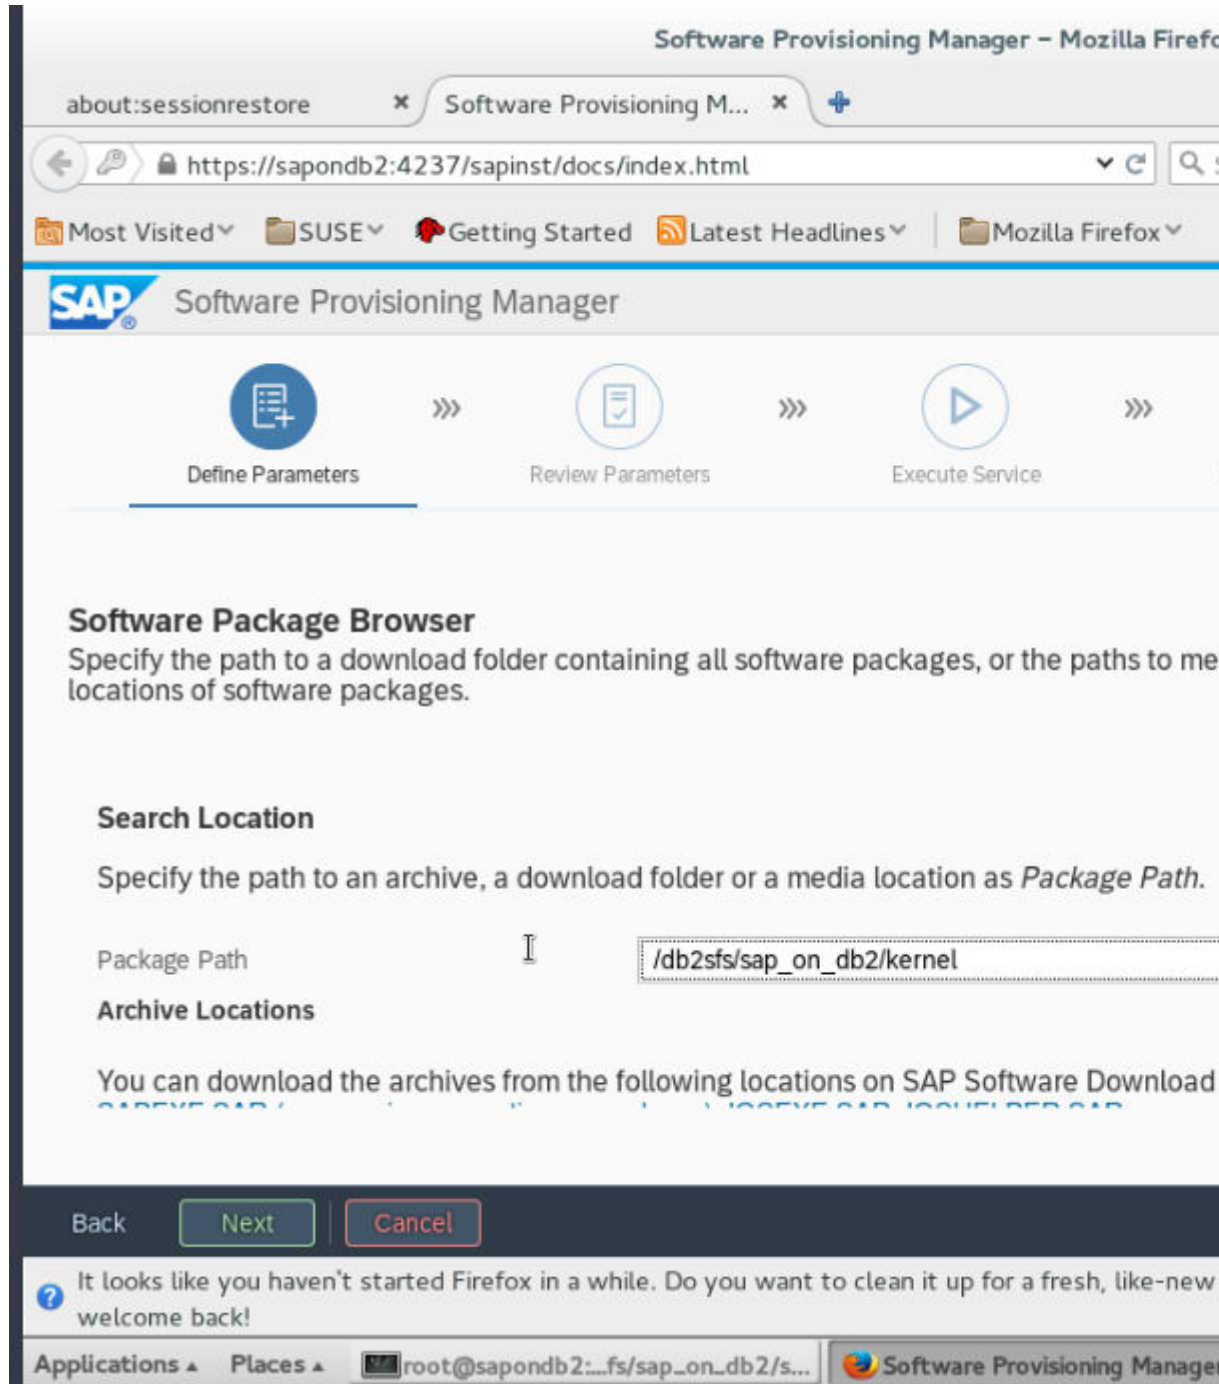 Software Provisioning Manager – Mozilla Firefo
about:sessionrestore
Software Provisioning M...
https://sapondb2:4237/sapinst/docs/index.html
Most Visited SUSE Getting Started Latest Headlines Mozilla Firefox
SAP Software Provisioning Manager
Define Parameters Review Parameters Execute Service
Software Package Browser
Specify the path to a download folder containing all software packages, or the paths to me
locations of software packages.
Search Location
Specify the path to an archive, a download folder or a media location as Package Path.
Package Path /db2sfs/sap_on_db2/kernel
Archive Locations
You can download the archives from the following locations on SAP Software Download
Back Next Cancel
It looks like you haven't started Firefox in a while. Do you want to clean it up for a fresh, like-new
welcome back!
Applications Places root@sapondb2:...fs/sap_on_db2/s... Software Provisioning Manager